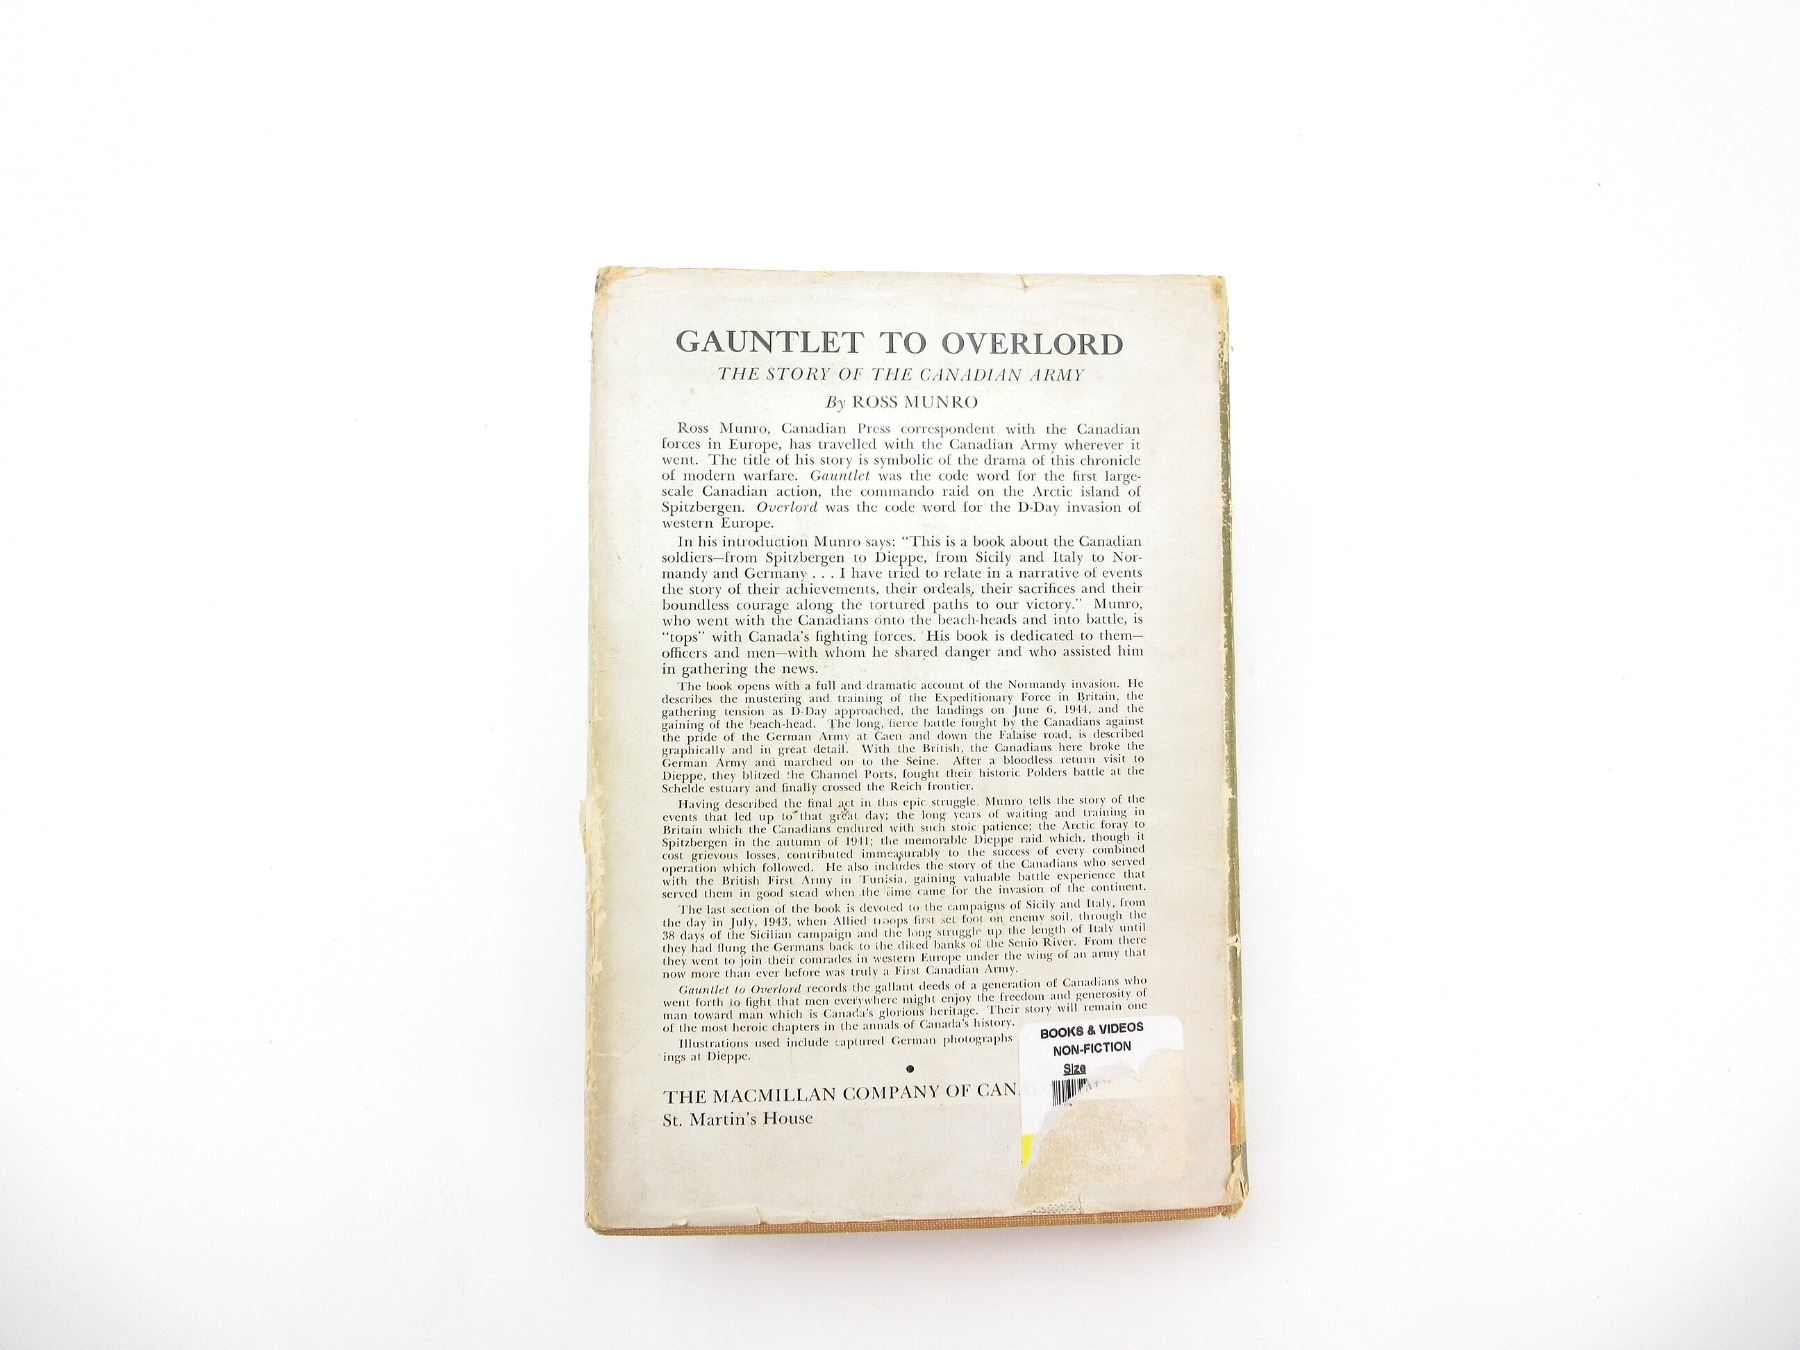 GAUNTLET TO OVERLORD
THE STORY OF THE CANADIAN ARMY
By ROSS MUNRO
Ross Munro, Canadian Press correspondent with the Canadian
forces in Europe, has travelled with the Canadian Army wherever it
went. The title of his story is symbolic of the drama of this chronicle
of modern warfare. Gauntlet was the code word for the first large-
scale Canadian action, the commando raid on the Arctic island of
Spitzbergen. Overlord was the code word for the D-Day invasion of
western Europe.
In his introduction Munro says: “This is a book about the Canadian
soldiers—from Spitzbergen to Dieppe, from Sicily and Italy to Nor-
mandy and Germany . . . I have tried to relate in a narrative of events
the story of their achievements, their ordeals, their sacrifices and their
boundless courage along the tortured paths to our victory.” Munro,
who went with the Canadians onto the beach-heads and into battle, is
“tops” with Canada’s fighting forces. His book is dedicated to them—
officers and men—with whom he shared danger and who assisted him
in gathering the news.
The book opens with a full and dramatic account of the Normandy invasion. He
describes the mustering and training of the Expeditionary Force in Britain, the
gathering tension as D-Day approached, the landings on June 6, 1944, and the
gaining of the beach-head. The long, fierce battle fought by the Canadians against
the pride of the German Army at Caen and down the Falaise road, is described
graphically and in great detail. With the British, the Canadians here broke the
German Army and marched on to the Seine. After a bloodless return visit to
Dieppe, they blitzed the Channel Ports, fought their historic Polders battle at the
Schelde estuary and finally crossed the Reich frontier.
Having described the final act in this epic struggle, Munro tells the story of the
events that led up to that great day; the long years of waiting and training in
Britain which the Canadians endured with such stoic patience; the Arctic foray to
Spitzbergen in the autumn of 1941; the memorable Dieppe raid which, though it
cost grievous losses, contributed immeasurably to the success of every combined
operation which followed. He also includes the story of the Canadians who served
with the British First Army in Tunisia, gaining valuable battle experience that
served them in good stead when the time came for the invasion of the continent.
The last section of the book is devoted to the campaigns of Sicily and Italy, from
the day in July, 1943, when Allied troops first set foot on enemy soil, through the
38 days of the Sicilian campaign and the long struggle up the length of Italy until
they had flung the Germans back to the diked banks of the Senio River. From there
they went to join their comrades in western Europe under the wing of an army that
now more than ever before was truly a First Canadian Army.
Gauntlet to Overlord records the gallant deeds of a generation of Canadians who
went forth to fight that men everywhere might enjoy the freedom and generosity of
man toward man which is Canada’s glorious heritage. Their story will remain one
of the most heroic chapters in the annals of Canada’s history.
Illustrations used include captured German photographs
ings at Dieppe.
THE MACMILLAN COMPANY OF CAN
St. Martin’s House
BOOKS & VIDEOS
NON-FICTION
Size